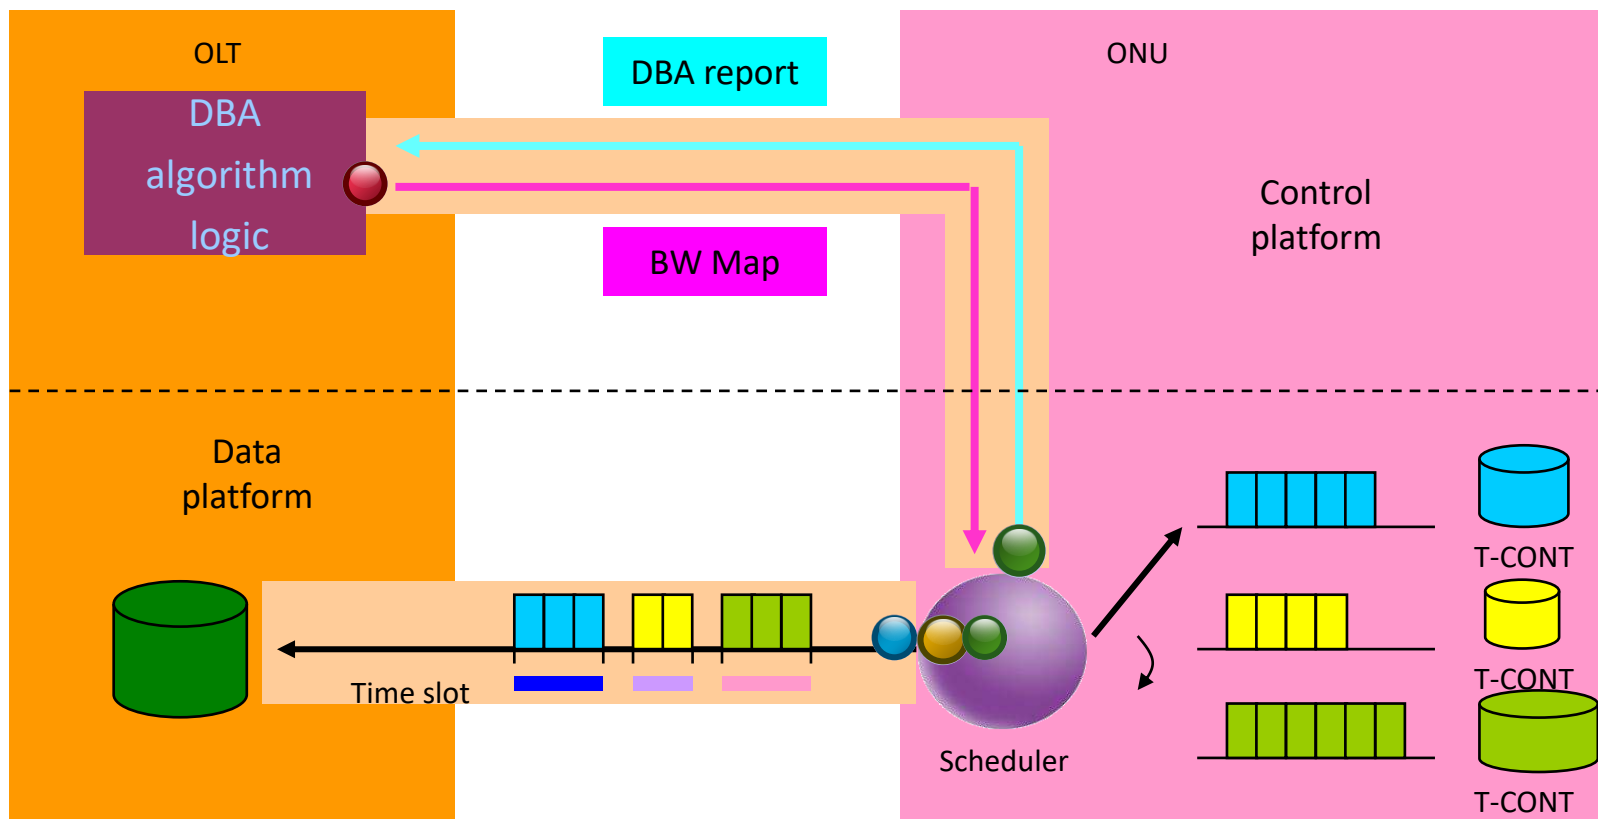 OLT
DBA report
ONU
DBA
algorithm
logic
Control
platform
BW Map
Data
platform
T-CONT
Time slot
T-CONT
Scheduler
T-CONT